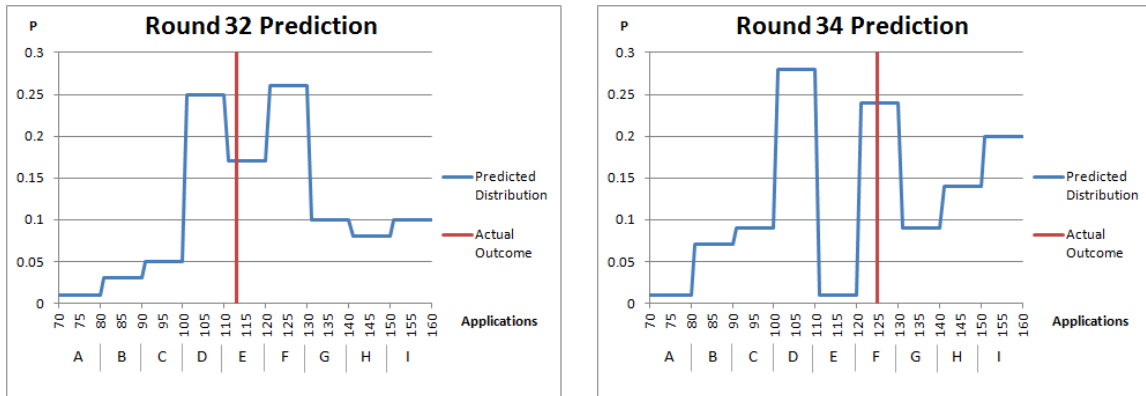 Round 32 Prediction
P
0.3
0.25
0.2
0.15
0.1
0.05
0
70 75 80 85 90 95 100 105 110 115 120 125 130 135 140 145 150 155 160
Applications
A B C D E F G H I
Predicted
Distribution
Actual
Outcome
Round 34 Prediction
P
0.3
0.25
0.2
0.15
0.1
0.05
0
70 75 80 85 90 95 100 105 110 115 120 125 130 135 140 145 150 155 160
Applications
A B C D E F G H I
Predicted
Distribution
Actual
Outcome